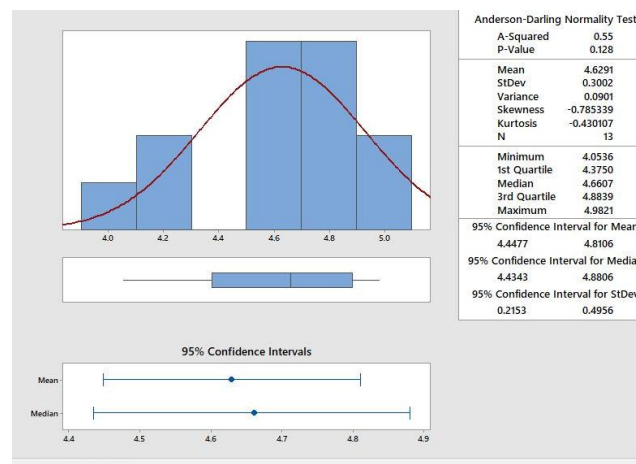 Anderson-Darling Normality Test
A-Squared 0.55
P-Value 0.128
Mean 4.6291
StDev 0.3002
Variance 0.0901
Skewness -0.785339
Kurtosis -0.430107
N 13
Minimum 4.0536
1st Quartile 4.3750
Median 4.6607
3rd Quartile 4.8839
Maximum 4.9821
95% Confidence Interval for Mean
4.4477 4.8106
95% Confidence Interval for Media
4.4343 4.8806
95% Confidence Interval for StDev
0.2153 0.4956
4.0 4.2 4.4 4.6 4.8 5.0
95% Confidence Intervals
Mean
Median
4.4 4.5 4.6 4.7 4.8 4.9